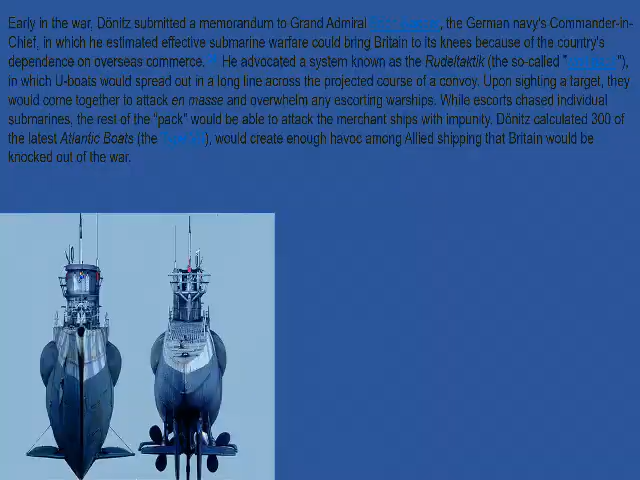 Early in the war, Dönitz submitted a memorandum to Grand Admiral , the German navy's Commander-in-
Chief, in which he estimated effective submarine warfare could bring Britain to its knees because of the country's
dependence on overseas commerce. He advocated a system known as the Rudeltaktik (the so-called " "),
in which U-boats would spread out in a long line across the projected course of a convoy. Upon sighting a target, they
would come together to attack en masse and overwhelm any escorting warships. While escorts chased individual
submarines, the rest of the "pack" would be able to attack the merchant ships with impunity. Dönitz calculated 300 of
the latest Atlantic Boats (the ), would create enough havoc among Allied shipping that Britain would be
knocked out of the war.